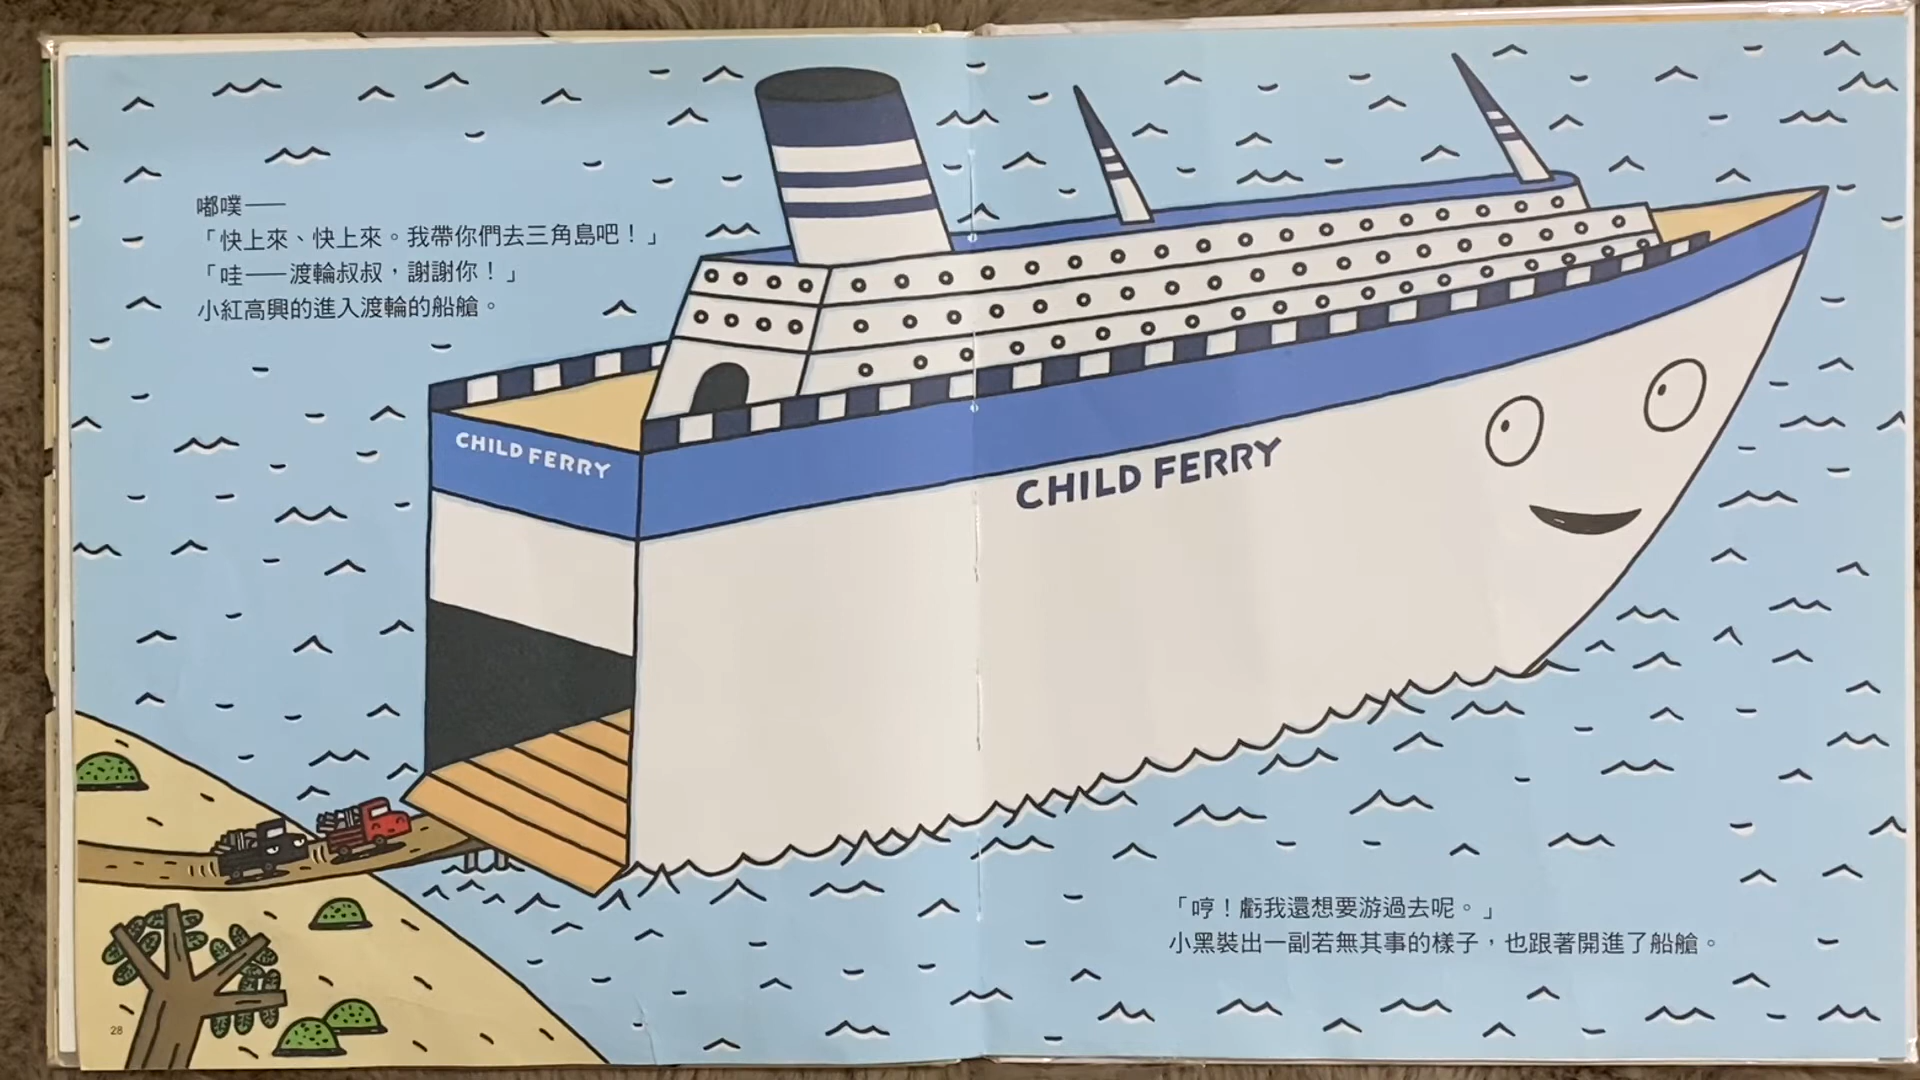 嘟噗——
「快上來、快上來。我帶你們去三角島吧！」
「哇——渡輪叔叔，謝謝你！」
小紅高興的進入渡輪的船艙。
CHILD FERRY
CHILD FERRY
「哼！虧我還想要游過去呢。」
小黑裝出一副若無其事的樣子，也跟著開進了船艙。
28